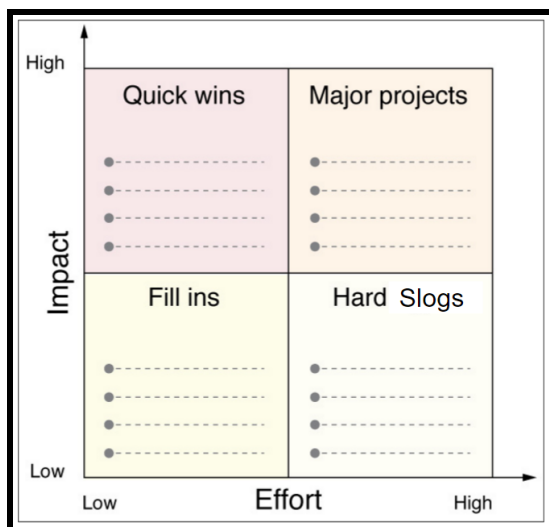 High
Quick wins
Major projects
Impact
Fill ins
Hard Slogs
Low
Low
Effort
High